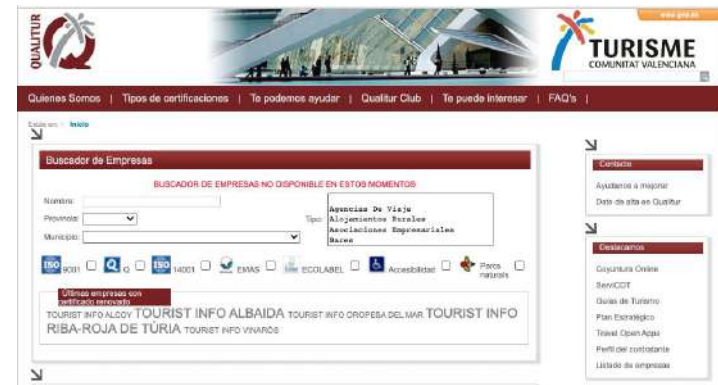 QUALITUR
TURISME
COMUNITAT VALENCIANA
Quienes Somos | Tipos de certificaciones | Te podemos ayudar | Qualitur Club | Te puede interesar | FAQ's |
Inicio
Buscador de Empresas
BUSCADOR DE EMPRESAS NO DISPONIBLE EN ESTOS MOMENTOS
Nombre:
Provincia:
Municipio:
Tipo:
Agencias De Viaje
Alojamientos Rurales
Asociaciones Empresariales
Bares
ISO 9001 Q Q ISO 14001 EMAS ECOLABEL Accesibilidad Parcs naturals
Últimas empresas con
certificado renovado
TOURIST INFO ALCOY TOURIST INFO ALBAIDA TOURIST INFO OROPESA DEL MAR TOURIST INFO
RIBA-ROJA DE TÚRIA TOURIST INFO VINARÒS
Contacto
Ayúdanos a mejorar
Date de alta en Qualitur
Destacamos
Coyuntura Online
ServiCOT
Guías de Turismo
Plan Estratégico
Travel Open Apps
Perfil del contratante
Listado de empresas